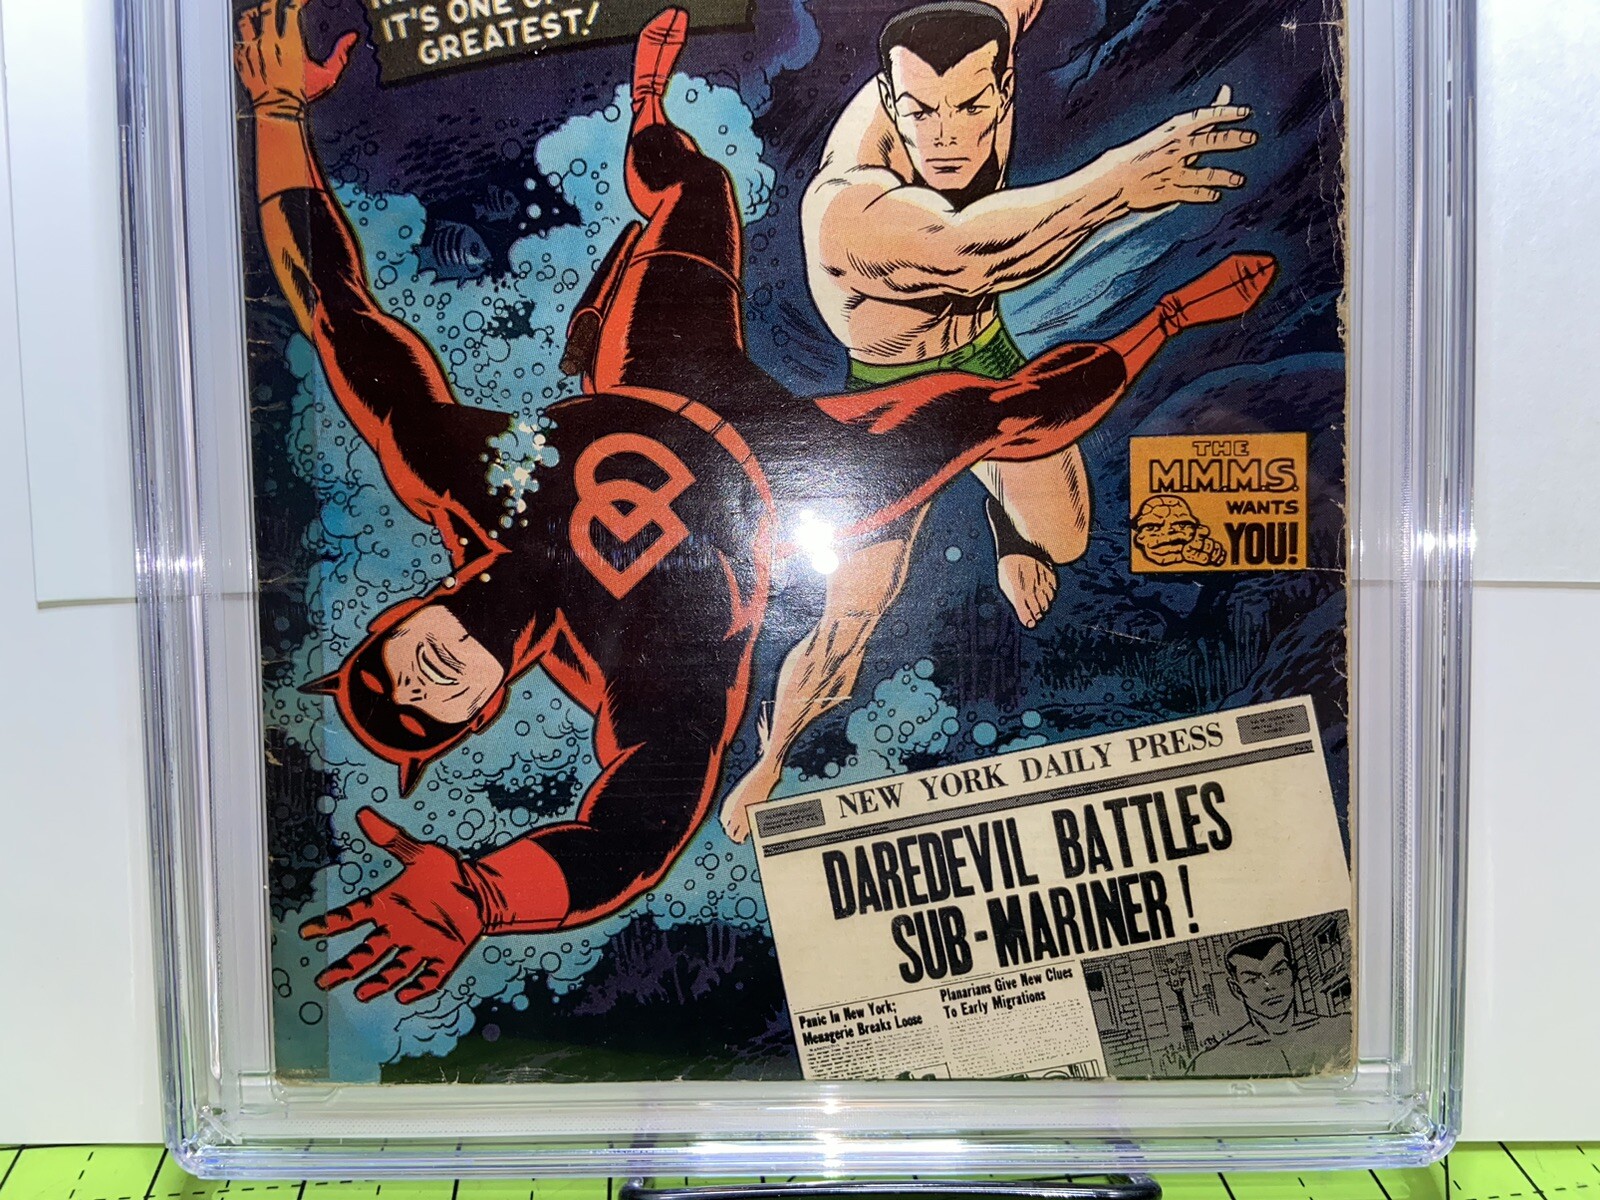 IT'S ONE
GREATEST!
THE
M.M.M.S.
WANTS
YOU!
NEW YORK DAILY PRESS
DAREDEVIL BATTLES
SUB-MARINER!
Panic In New York;
Menagerie Breaks Loose
Planarians Give New Clues
To Early Migrations